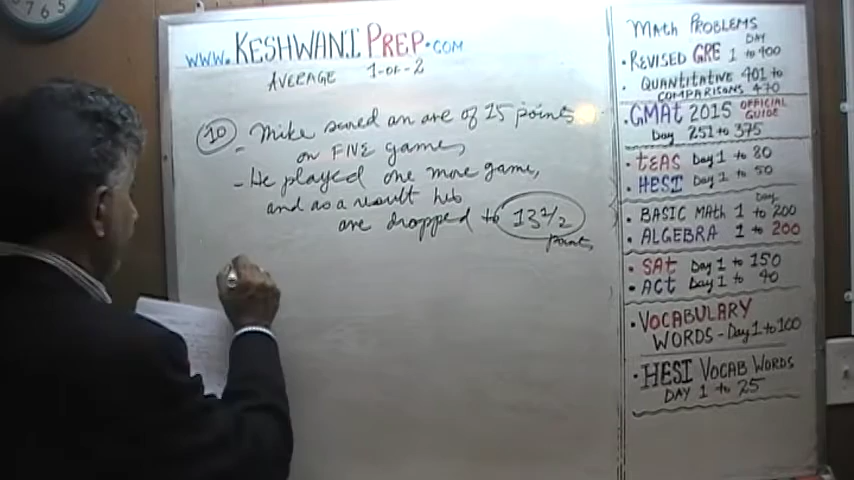 7 6 5
WWW.KESHWANI PREP.COM
AVERAGE 1-OF-2
10
- Mike scored an ave of 15 points
on FIVE games
- He played one more game,
and as a result his
ave dropped to 13 1/2
points
MATH PROBLEMS
DAY
• REVISED GRE 1 to 400
• QUANTITATIVE 401 to
COMPARISONS 470
• GMAt 2015 OFFICIAL GUIDE
Day 251 to 375
• tEAS Day 1 to 80
• HESI Day 1 to 50
Day
• BASIC MAth 1 to 200
• ALGEBRA 1 to 200
• SAt Day 1 to 150
• ACt Day 1 to 40
• VOCABULARY
WORDS - Day 1 to 100
• HESI VOCAB WORDS
DAY 1 to 25